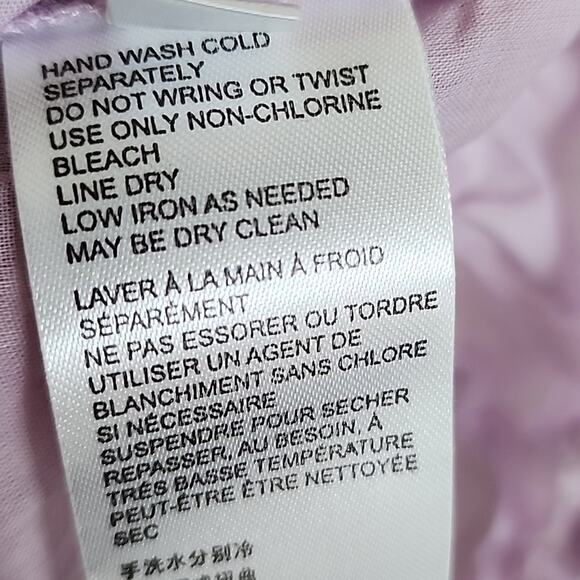 HAND WASH COLD
SEPARATELY
DO NOT WRING OR TWIST
USE ONLY NON-CHLORINE
BLEACH
LINE DRY
LOW IRON AS NEEDED
MAY BE DRY CLEAN
LAVER À LA MAIN À FROID
SÉPARÉMENT
NE PAS ESSORER OU TORDRE
UTILISER UN AGENT DE
BLANCHIMENT SANS CHLORE
SI NÉCESSAIRE
SUSPENDRE POUR SÉCHER
REPASSER, AU BESOIN, À
TRÉS BASSE TEMPÉRATURE
PEUT-ÊTRE ÊTRE NETTOYÉE
SEC
手洗水分别冷